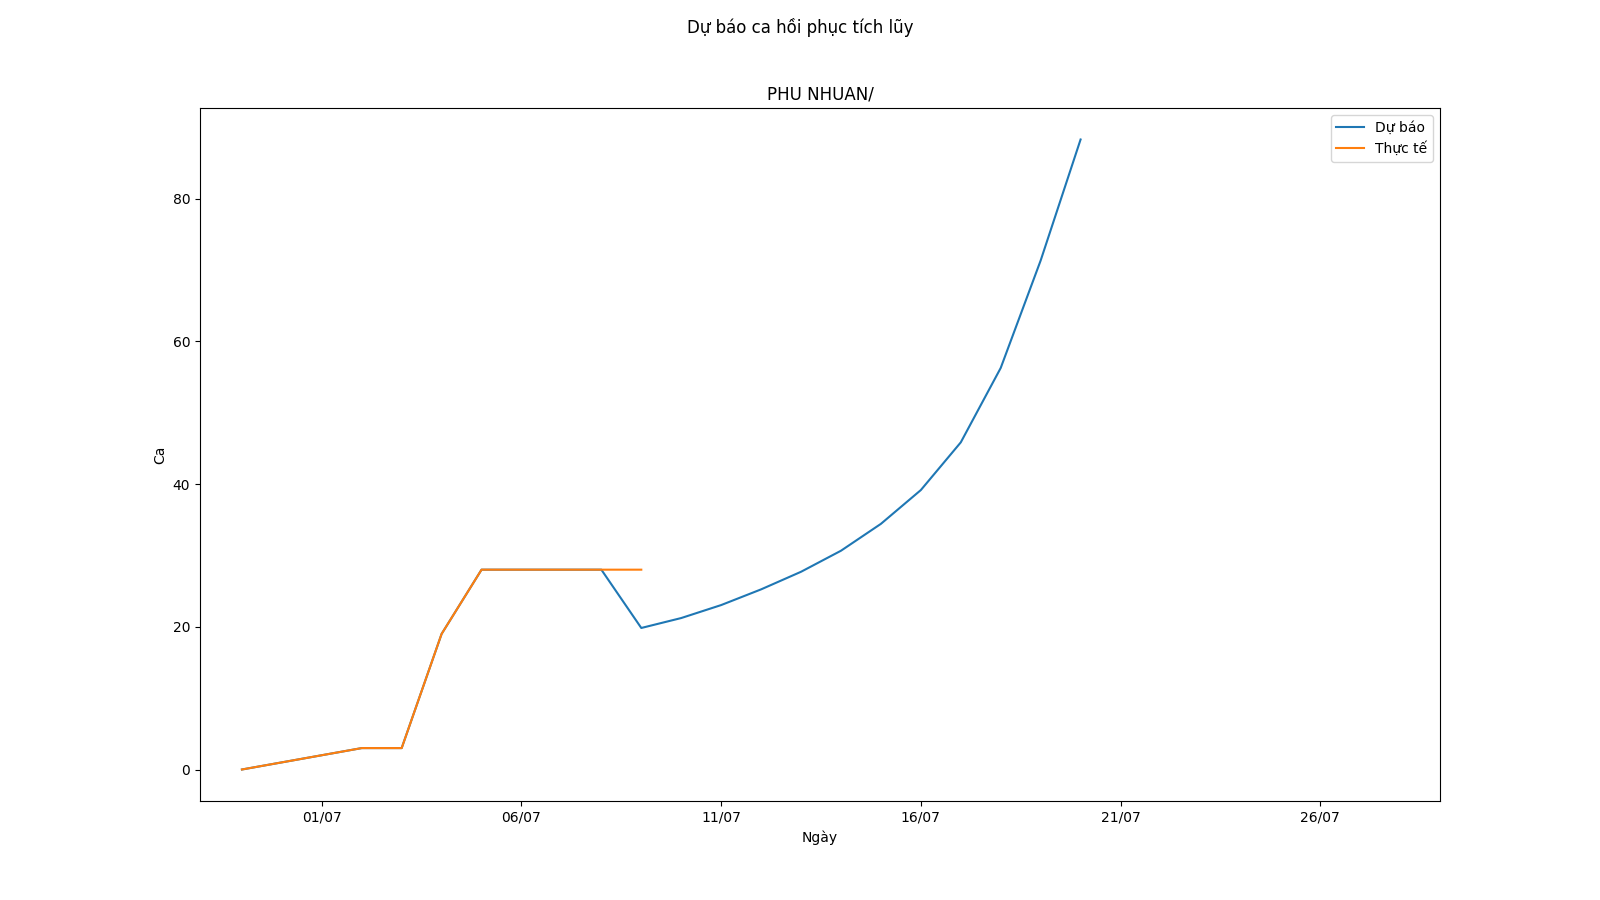 Dự báo ca hồi phục tích lũy
PHU NHUAN/
Dự báo
Thực tế
80
60
40
20
0
Ca
01/07 06/07 11/07 16/07 21/07 26/07
Ngày